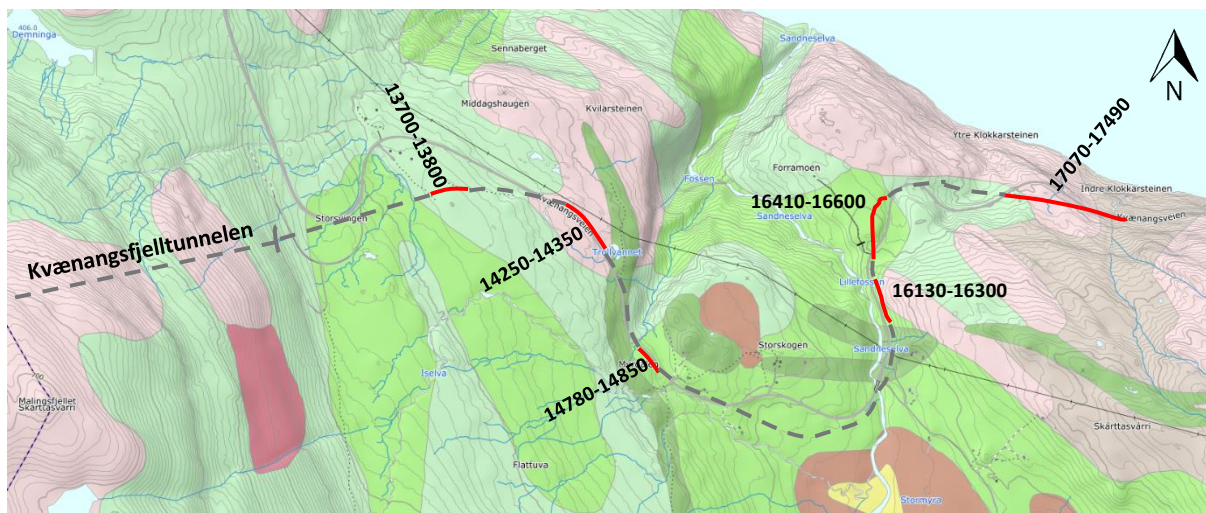 406.0
Demninga
Sennaberget
Sandneselva
N
Middagshaugen
Kvilarsteinen
13700-13800
Ytre Klokkarsteinen
17070-17490
Forramoen
Fossen
Indre Klokkarsteinen
16410-16600
Storsvingen
Kvænangsveien
Sandneselva
Kvænangsveien
Kvænangsfjelltunnelen
Trollvannet
14250-14350
Lillefossen
16130-16300
Storskogen
Sandneselva
Iselva
14780-14850
700
Malingsfjellet
Skárttasvárri
Skárttasvárri
Flattuva
Stormyra